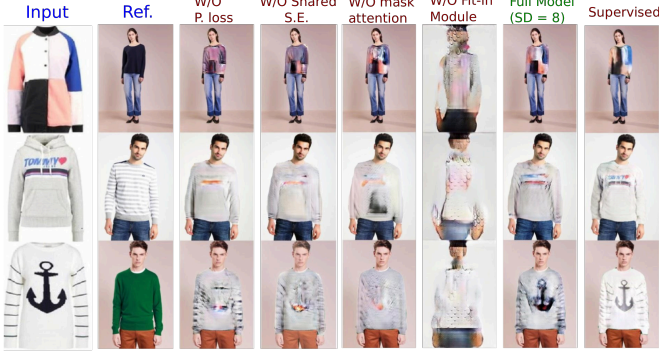 Input
Ref.
W/O
P. loss
W/O Shared
S.E.
W/O mask
attention
W/O Fit-in
Module
Full Model
(SD = 8)
Supervised
TOMMY